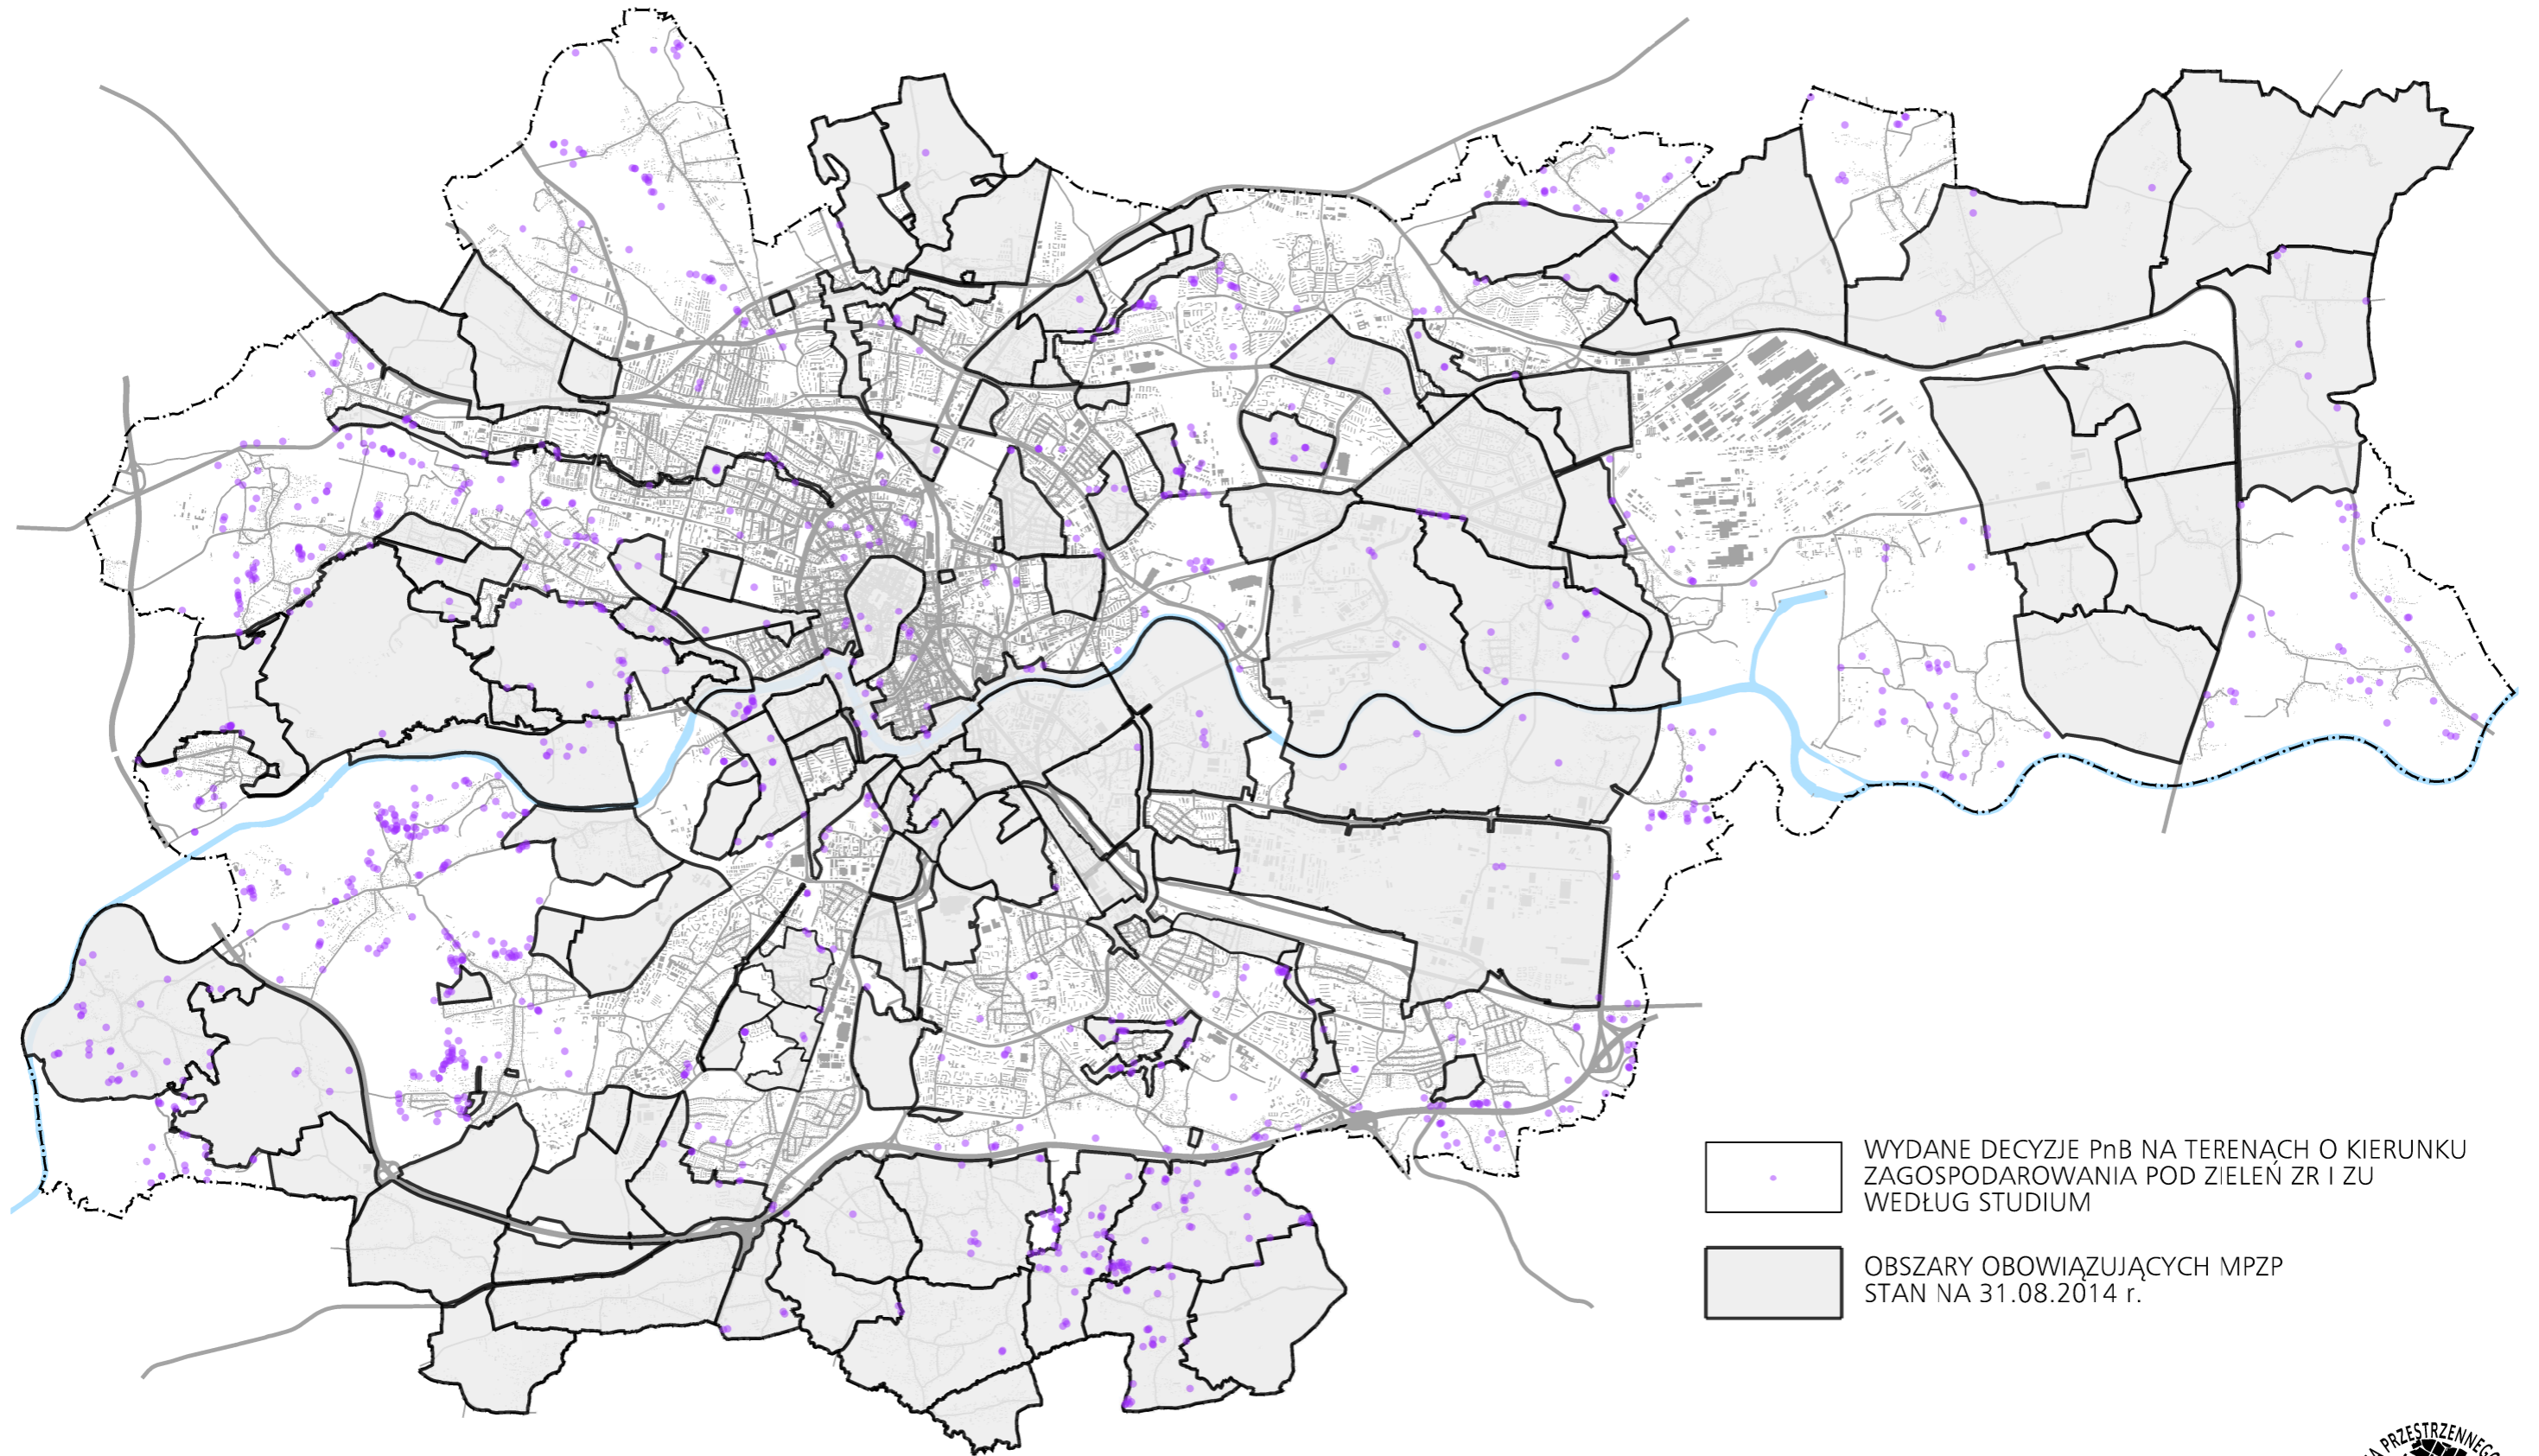 WYDANE DECYZJE PnB NA TERENACH O KIERUNKU
ZAGOSPODAROWANIA POD ZIELEŃ ZR I ZU
WEDŁUG STUDIUM
OBSZARY OBOWIĄZUJĄCYCH MPZP
STAN NA 31.08.2014 r.
PRZESTRZENNEGO